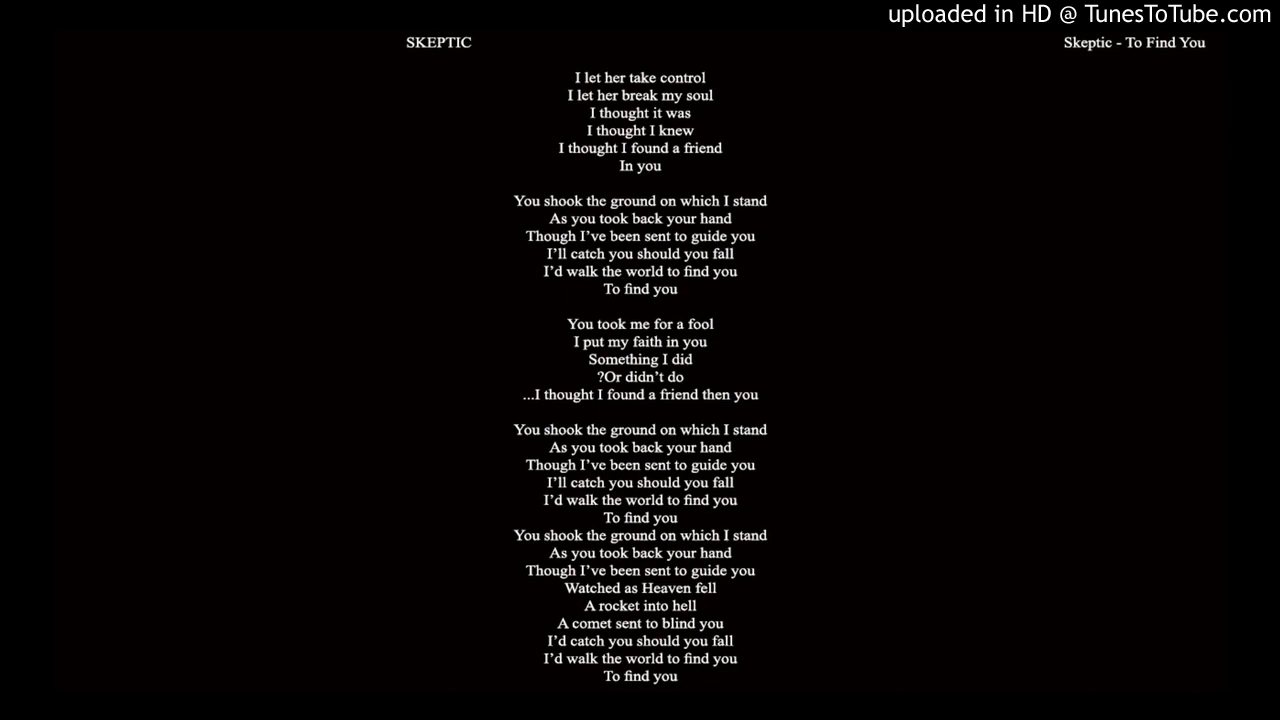 uploaded in HD @ TunesToTube.com
SKEPTIC
Skeptic - To Find You
I let her take control
I let her break my soul
I thought it was
I thought I knew
I thought I found a friend
In you
You shook the ground on which I stand
As you took back your hand
Though I’ve been sent to guide you
I’ll catch you should you fall
I’d walk the world to find you
To find you
You took me for a fool
I put my faith in you
Something I did
?Or didn’t do
...I thought I found a friend then you
You shook the ground on which I stand
As you took back your hand
Though I’ve been sent to guide you
I’ll catch you should you fall
I’d walk the world to find you
To find you
You shook the ground on which I stand
As you took back your hand
Though I’ve been sent to guide you
Watched as Heaven fell
A rocket into hell
A comet sent to blind you
I’d catch you should you fall
I’d walk the world to find you
To find you